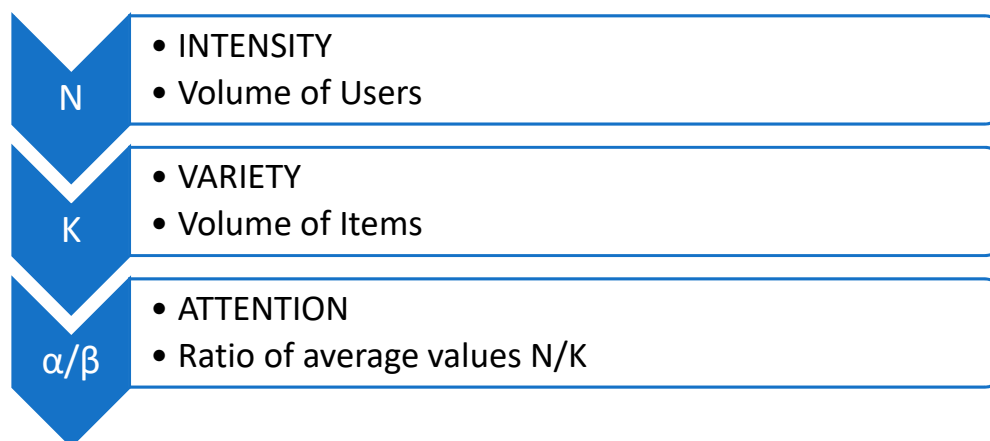 N
• INTENSITY
• Volume of Users
K
• VARIETY
• Volume of Items
α/β
• ATTENTION
• Ratio of average values N/K